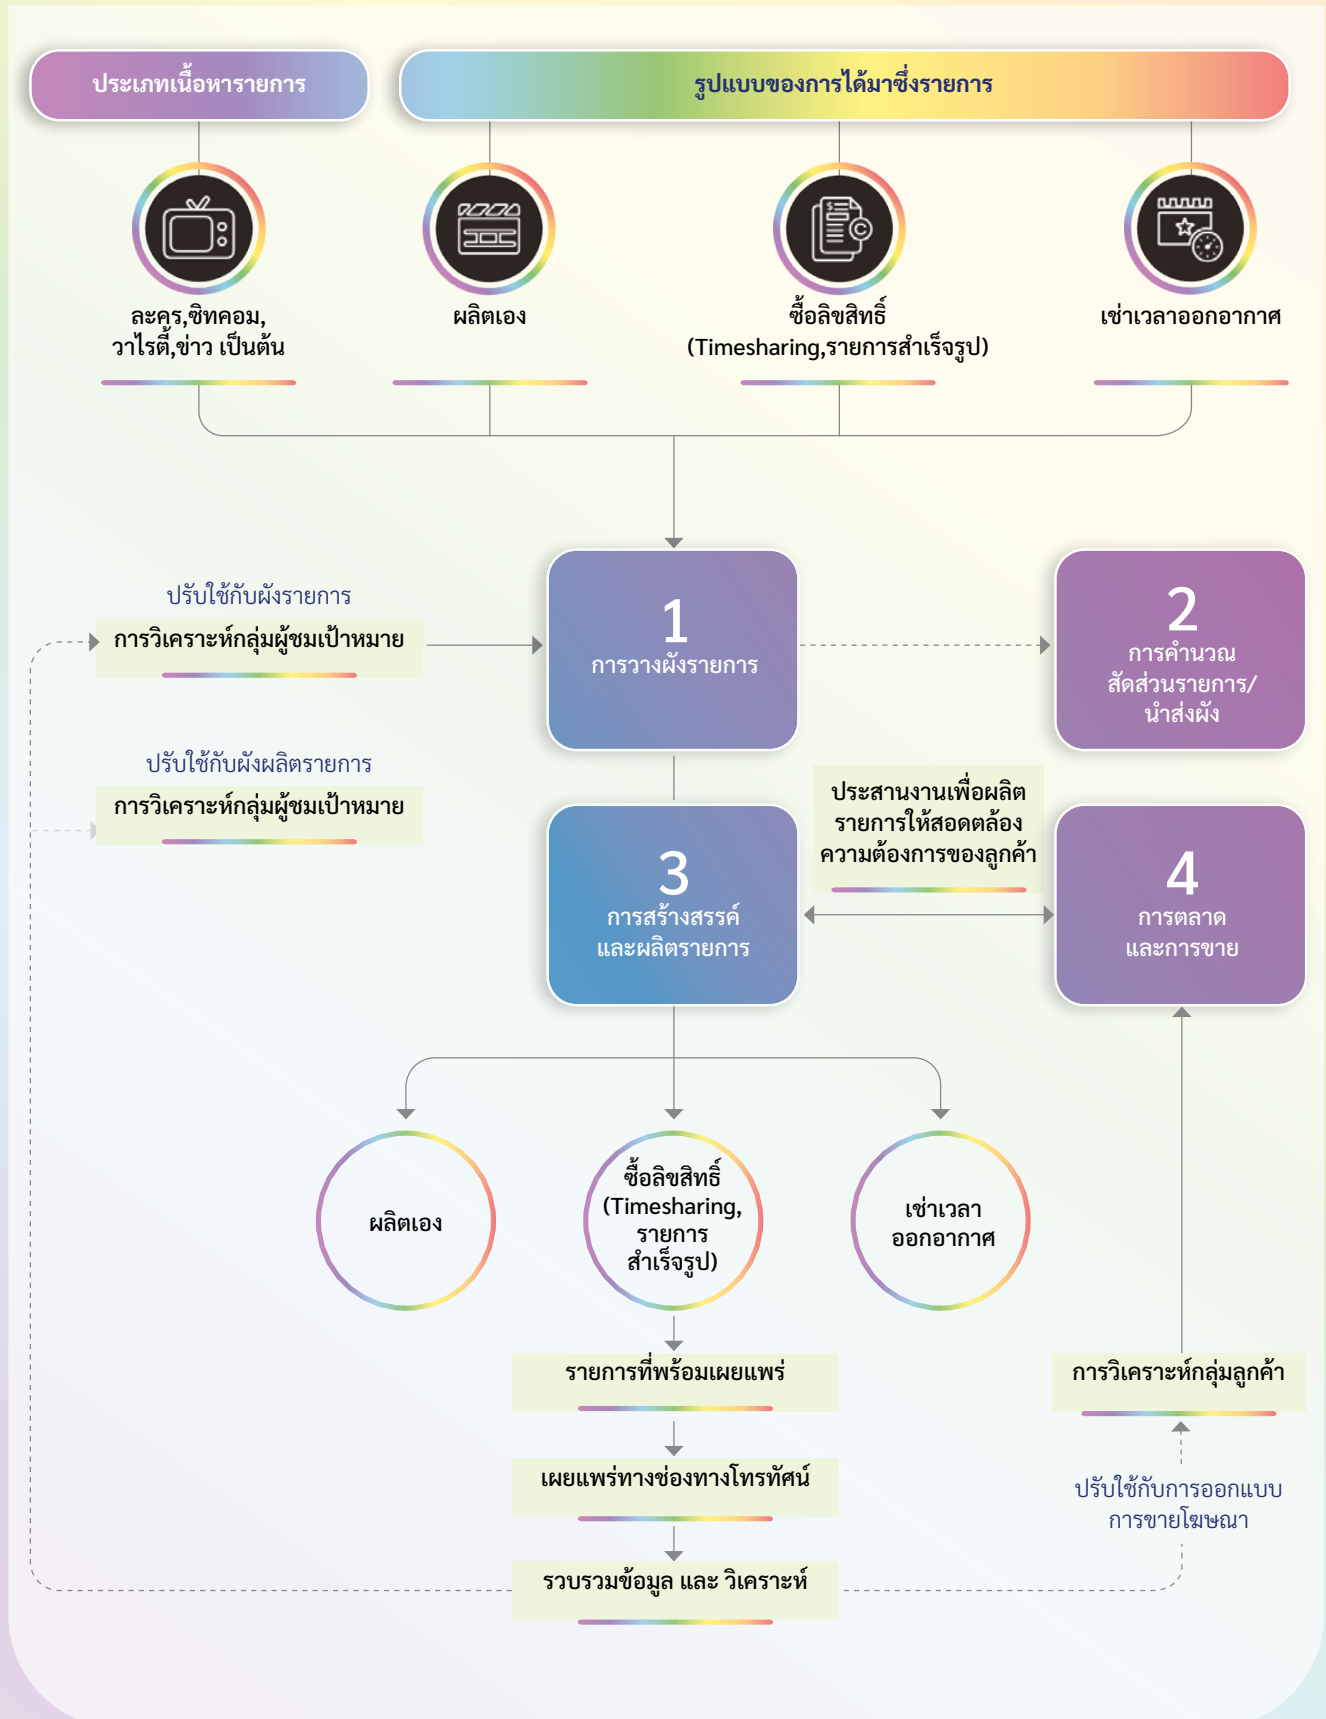 ประเภทเนื้อหารายการ
รูปแบบของการได้มาซึ่งรายการ
ละคร,ซิทคอม,
วาไรตี้,ข่าว เป็นต้น
ผลิตเอง
ซื้อลิขสิทธิ์
(Timesharing,รายการสำเร็จรูป)
เช่าเวลาออกอากาศ
ปรับใช้กับผังรายการ
การวิเคราะห์กลุ่มผู้ชมเป้าหมาย
1
การวางผังรายการ
2
การคำนวณ
สัดส่วนรายการ/
นำส่งผัง
ปรับใช้กับผังผลิตรายการ
การวิเคราะห์กลุ่มผู้ชมเป้าหมาย
ประสานงานเพื่อผลิต
รายการให้สอดตล้อง
ความต้องการของลูกค้า
3
การสร้างสรรค์
และผลิตรายการ
4
การตลาด
และการขาย
ผลิตเอง
ซื้อลิขสิทธิ์
(Timesharing,
รายการ
สำเร็จรูป)
เช่าเวลา
ออกอากาศ
รายการที่พร้อมเผยแพร่
การวิเคราะห์กลุ่มลูกค้า
เผยแพร่ทางช่องทางโทรทัศน์
ปรับใช้กับการออกแบบ
การขายโฆษณา
รวบรวมข้อมูล และ วิเคราะห์